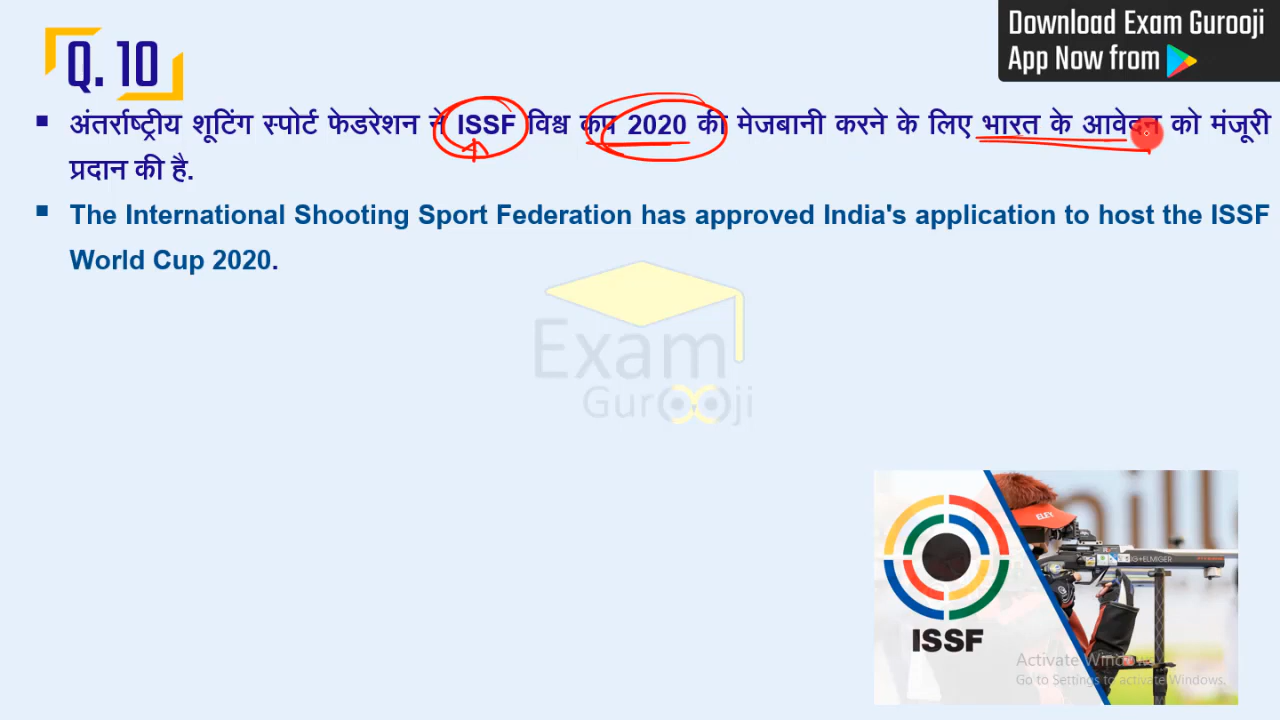 Download Exam Gurooji
App Now from
Q. 10
अंतर्राष्ट्रीय शूटिंग स्पोर्ट फेडरेशन ने ISSF विश्व कप 2020 की मेजबानी करने के लिए भारत के आवेदन को मंजूरी
प्रदान की है.
The International Shooting Sport Federation has approved India's application to host the ISSF
World Cup 2020.
Exam
Gurooji
ELEY
ISSF
Activate Windows
Go to Settings to activate Windows.